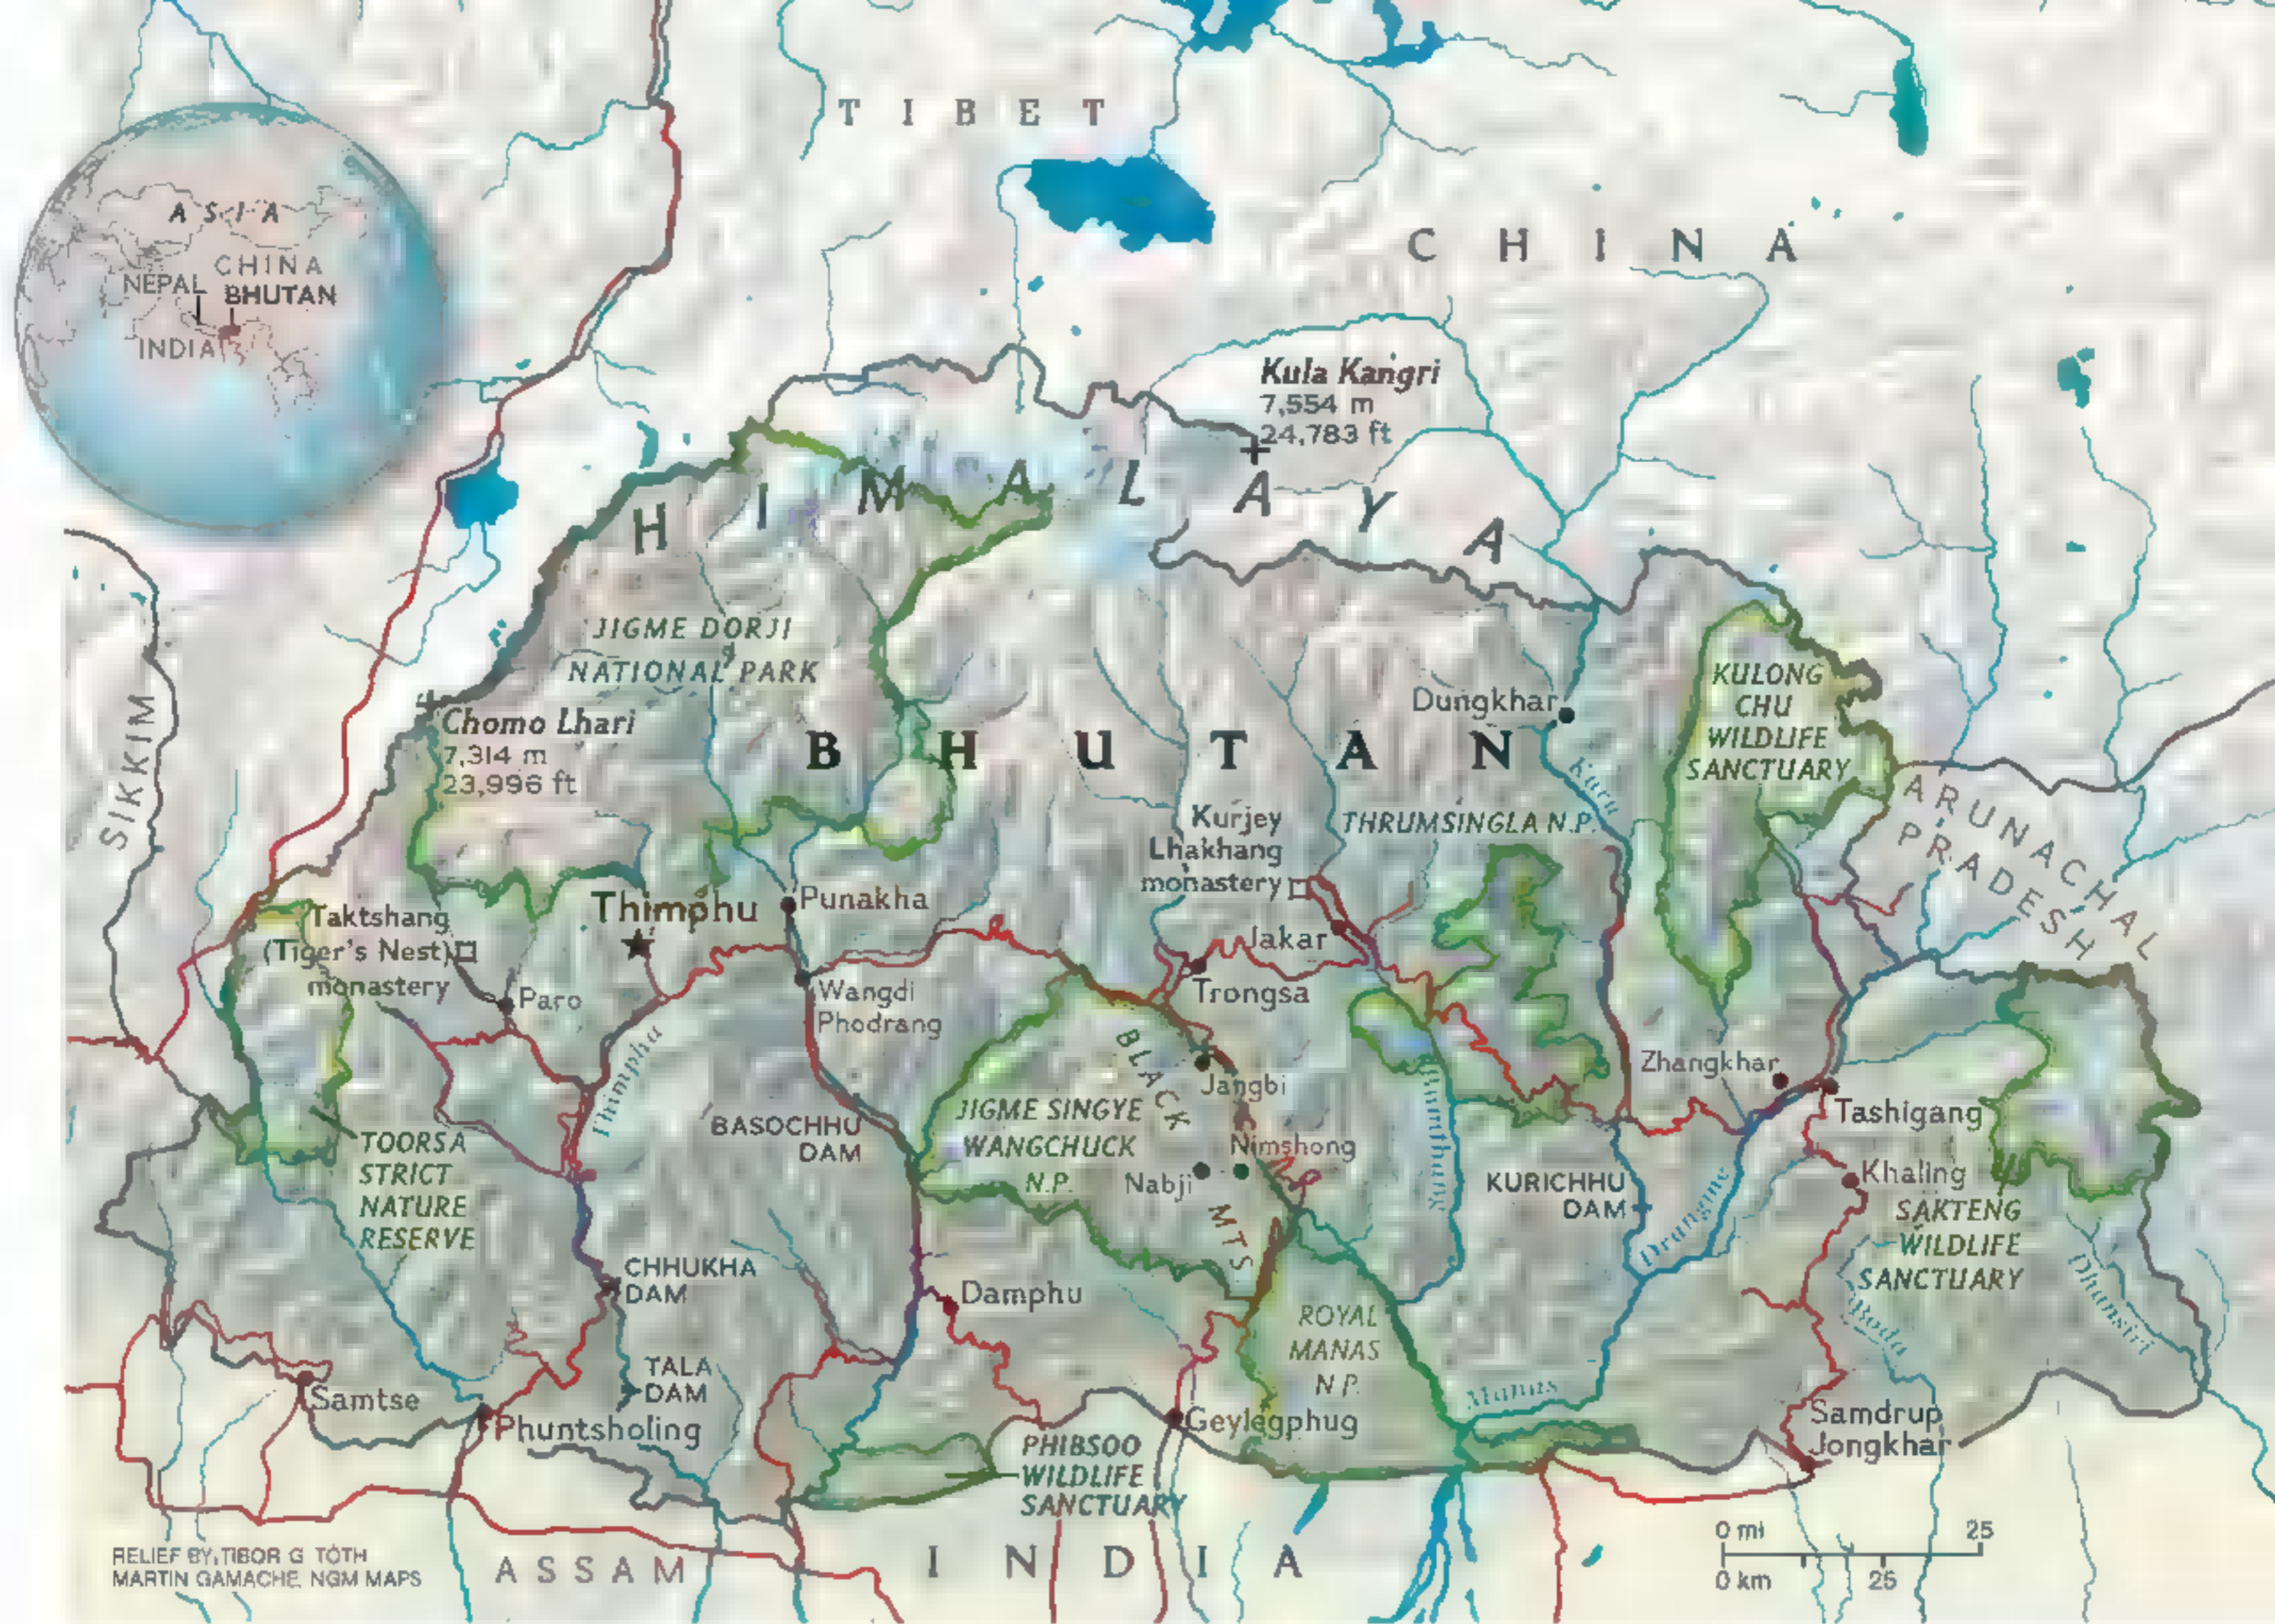 TIBET
CHINA
ASIA
CHINA
NEPAL
BHUTAN
INDIA
Kula Kangri
7,554 m
24,783 ft
HIMALAYA
JIGME DORJI
NATIONAL PARK
KULONG
CHU
WILDLIFE
SANCTUARY
Dungkhar
SIKKIM
Chomo Lhari
7,314 m
23,996 ft
BHUTAN
Kuru
ARUNACHAL
PRADESH
Kurjey
Lhakhang
monastery
THRUMSINGLA N.P.
Taktshang
(Tiger's Nest)
monastery
Thimphu
Punakha
Jakar
Paro
Wangdi
Phodrang
Trongsa
Thimphu
BLACK
MTS
Jangbi
Zhangkhar
Tashigang
TOORSA
STRICT
NATURE
RESERVE
BASOCHHU
DAM
JIGME SINGYE
WANGCHUCK
N.P.
Nimshong
Nabji
Bumthang
KURICHHU
DAM
Drangme
Khaling
SAKTENG
WILDLIFE
SANCTUARY
Dhansiri
Boda
CHHUKHA
DAM
Damphu
ROYAL
MANAS
N.P.
TALA
DAM
Manas
Samtse
Phuntsholing
Geylegphug
Samdrup
Jongkhar
PHIBSOO
WILDLIFE
SANCTUARY
0 mi 25
0 km 25
RELIEF BY TIBOR G TOTH
MARTIN GAMACHE, NGM MAPS
ASSAM
INDIA